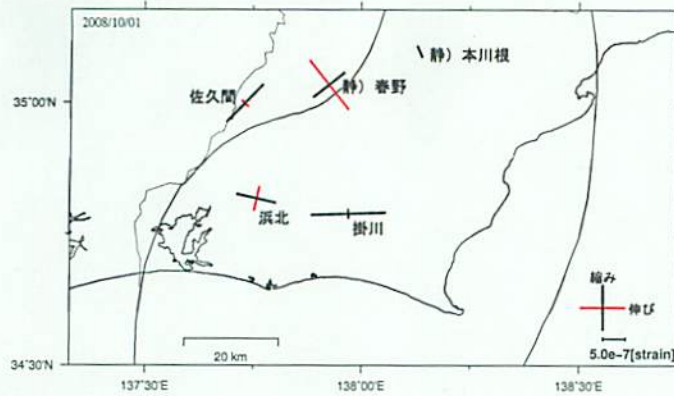 2008/10/01
静）本川根
佐久間
静）春野
35°00'N
浜北
掛川
縮み
伸び
20 km
5.0e-7[strain]
34°30'N
137°30'E
138°00'E
138°30'E